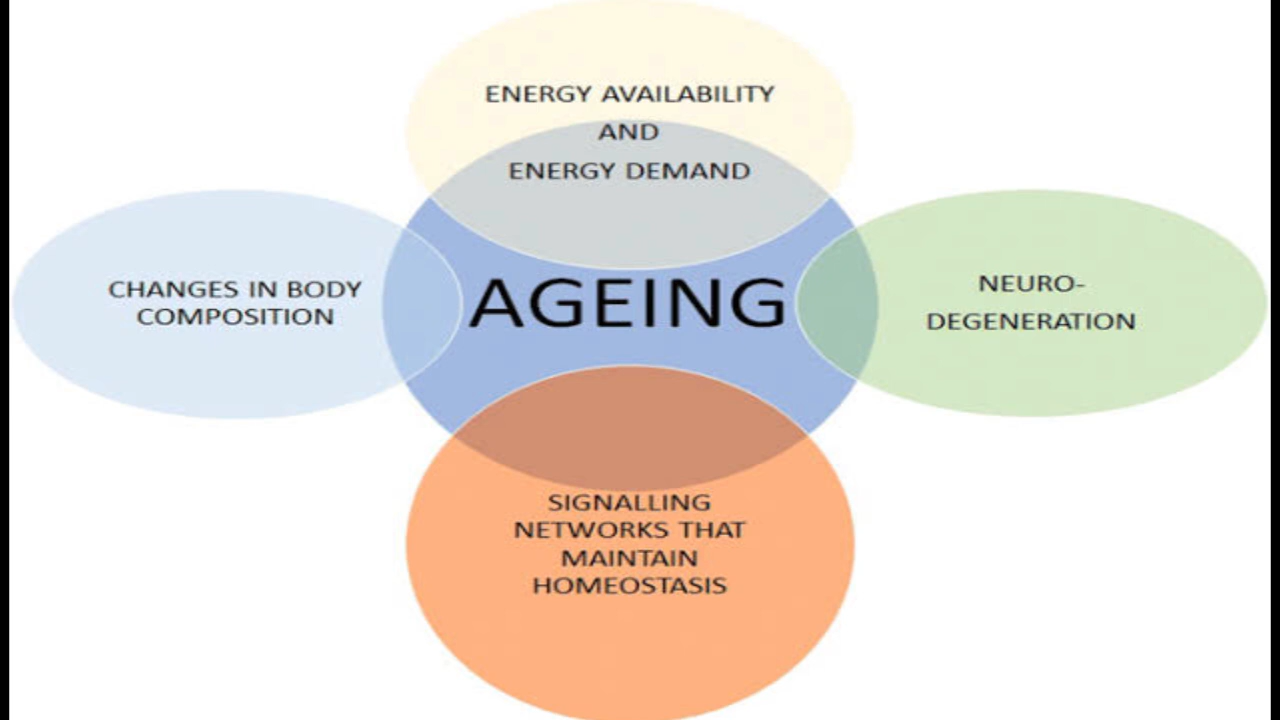 ENERGY AVAILABILITY
AND
ENERGY DEMAND
CHANGES IN BODY
COMPOSITION
AGEING
NEURO-
DEGENERATION
SIGNALLING
NETWORKS THAT
MAINTAIN
HOMEOSTASIS